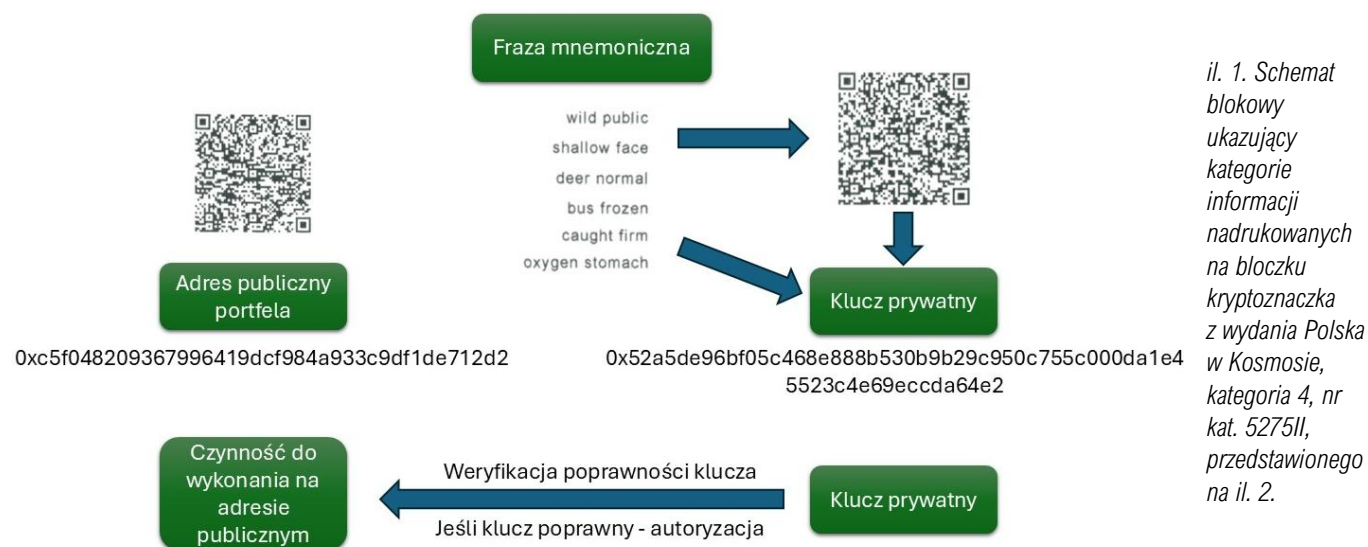 Fraza mnemoniczna
wild public
shallow face
deer normal
bus frozen
caught firm
oxygen stomach
Adres publiczny
portfela
0xc5f048209367996419dcf984a933c9df1de712d2
Klucz prywatny
0x52a5de96bf05c468e888b530b9b29c950c755c000da1e4
5523c4e69eccda64e2
Czynność do
wykonania na
adresie
publicznym
Weryfikacja poprawności klucza
Jeśli klucz poprawny - autoryzacja
Klucz prywatny
il. 1. Schemat
blokowy
ukazujący
kategorie
informacji
nadrukowanych
na bloczku
kryptoznaczka
z wydania Polska
w Kosmosie,
kategoria 4, nr
kat. 5275II,
przedstawionego
na il. 2.